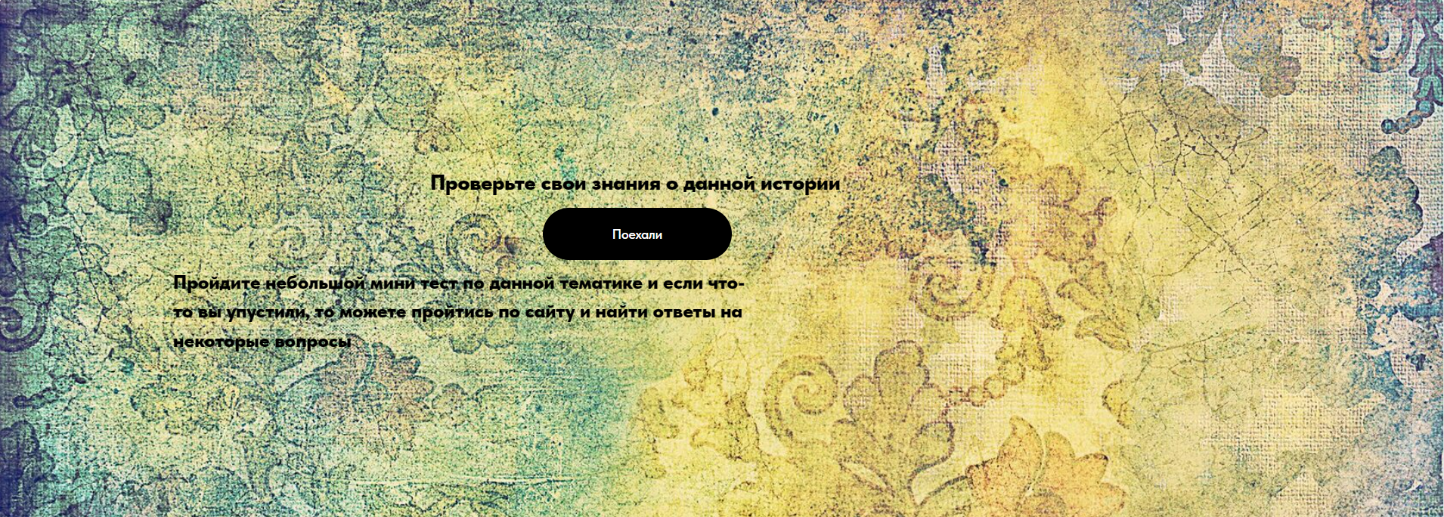 Проверьте свои знания о данной истории
Поехали
Пройдите небольшой мини тест по данной тематике и если что-
то вы упустили, то можете пройтись по сайту и найти ответы на
некоторые вопросы